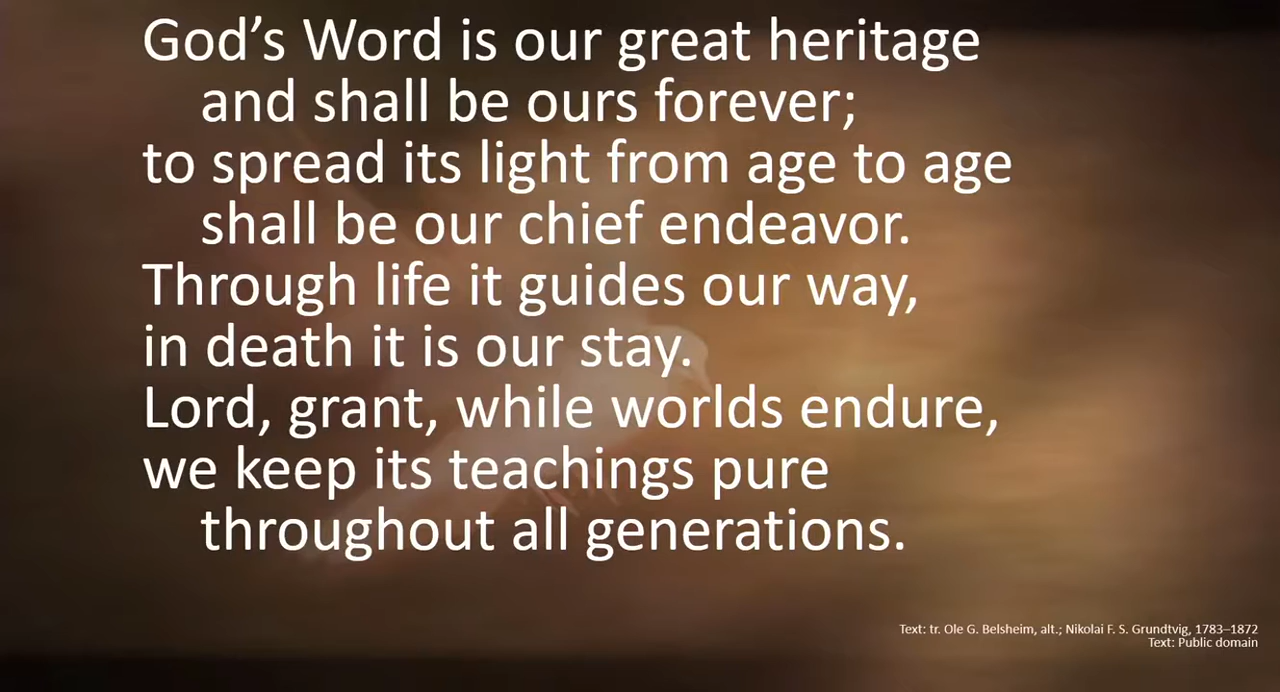 God’s Word is our great heritage
and shall be ours forever;
to spread its light from age to age
shall be our chief endeavor.
Through life it guides our way,
in death it is our stay.
Lord, grant, while worlds endure,
we keep its teachings pure
throughout all generations.
Text: tr. Ole G. Belsheim, alt.; Nikolai F. S. Grundtvig, 1783–1872
Text: Public domain